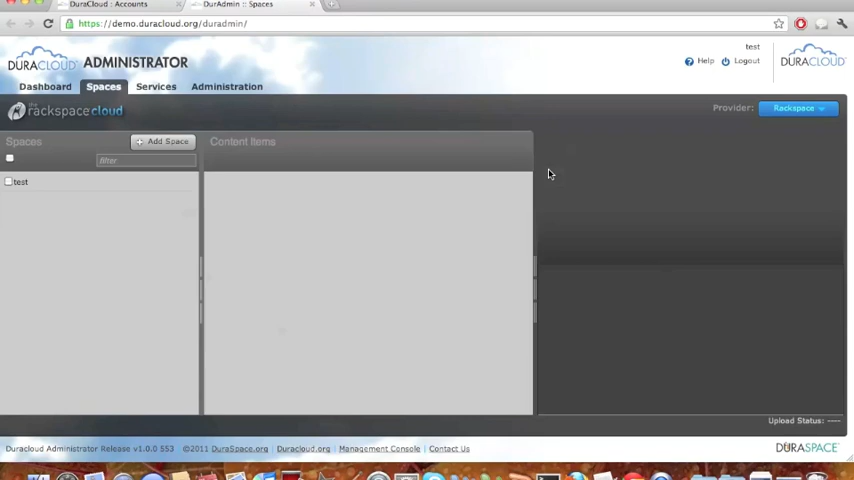 DuraCloud : Accounts
DurAdmin :: Spaces
https://demo.duracloud.org/duradmin/
DURACLOUD ADMINISTRATOR
test
Help
Logout
DURACLOUD
Dashboard
Spaces
Services
Administration
the
rackspacecloud
Provider:
Rackspace
Spaces
+ Add Space
Content Items
filter
test
Upload Status: ----
Duracloud Administrator Release v1.0.0 553 ©2011 DuraSpace.org Duracloud.org Management Console Contact Us
DURASPACE